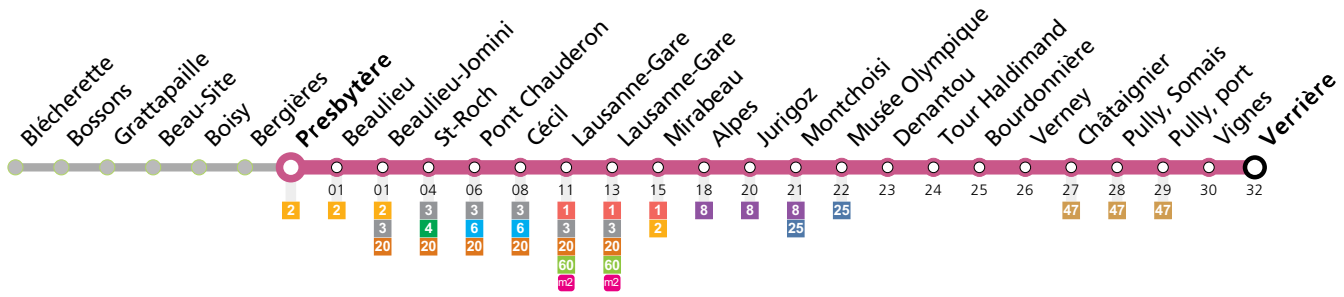 Blécherette
Bossons
Grattapaille
Beau-Site
Boisy
Bergières
Presbytère
Beaulieu
Beaulieu-Jomini
St-Roch
Pont Chauderon
Cécil
Lausanne-Gare
Lausanne-Gare
Mirabeau
Alpes
Jurigoz
Montchoisi
Musée Olympique
Denantou
Tour Haldimand
Bourdonnière
Verney
Châtaignier
Pully, Somais
Pully, port
Vignes
Verrière
01 01 04 06 08 11 13 15 18 20 21 22 23 24 25 26 27 28 29 30 32
2 2 2 3 3 3 1 1 1 8 8 8 25 47 47 47
3 4 6 6 3 3 2 25
20 20 20 20 20 20
60 60
m2 m2